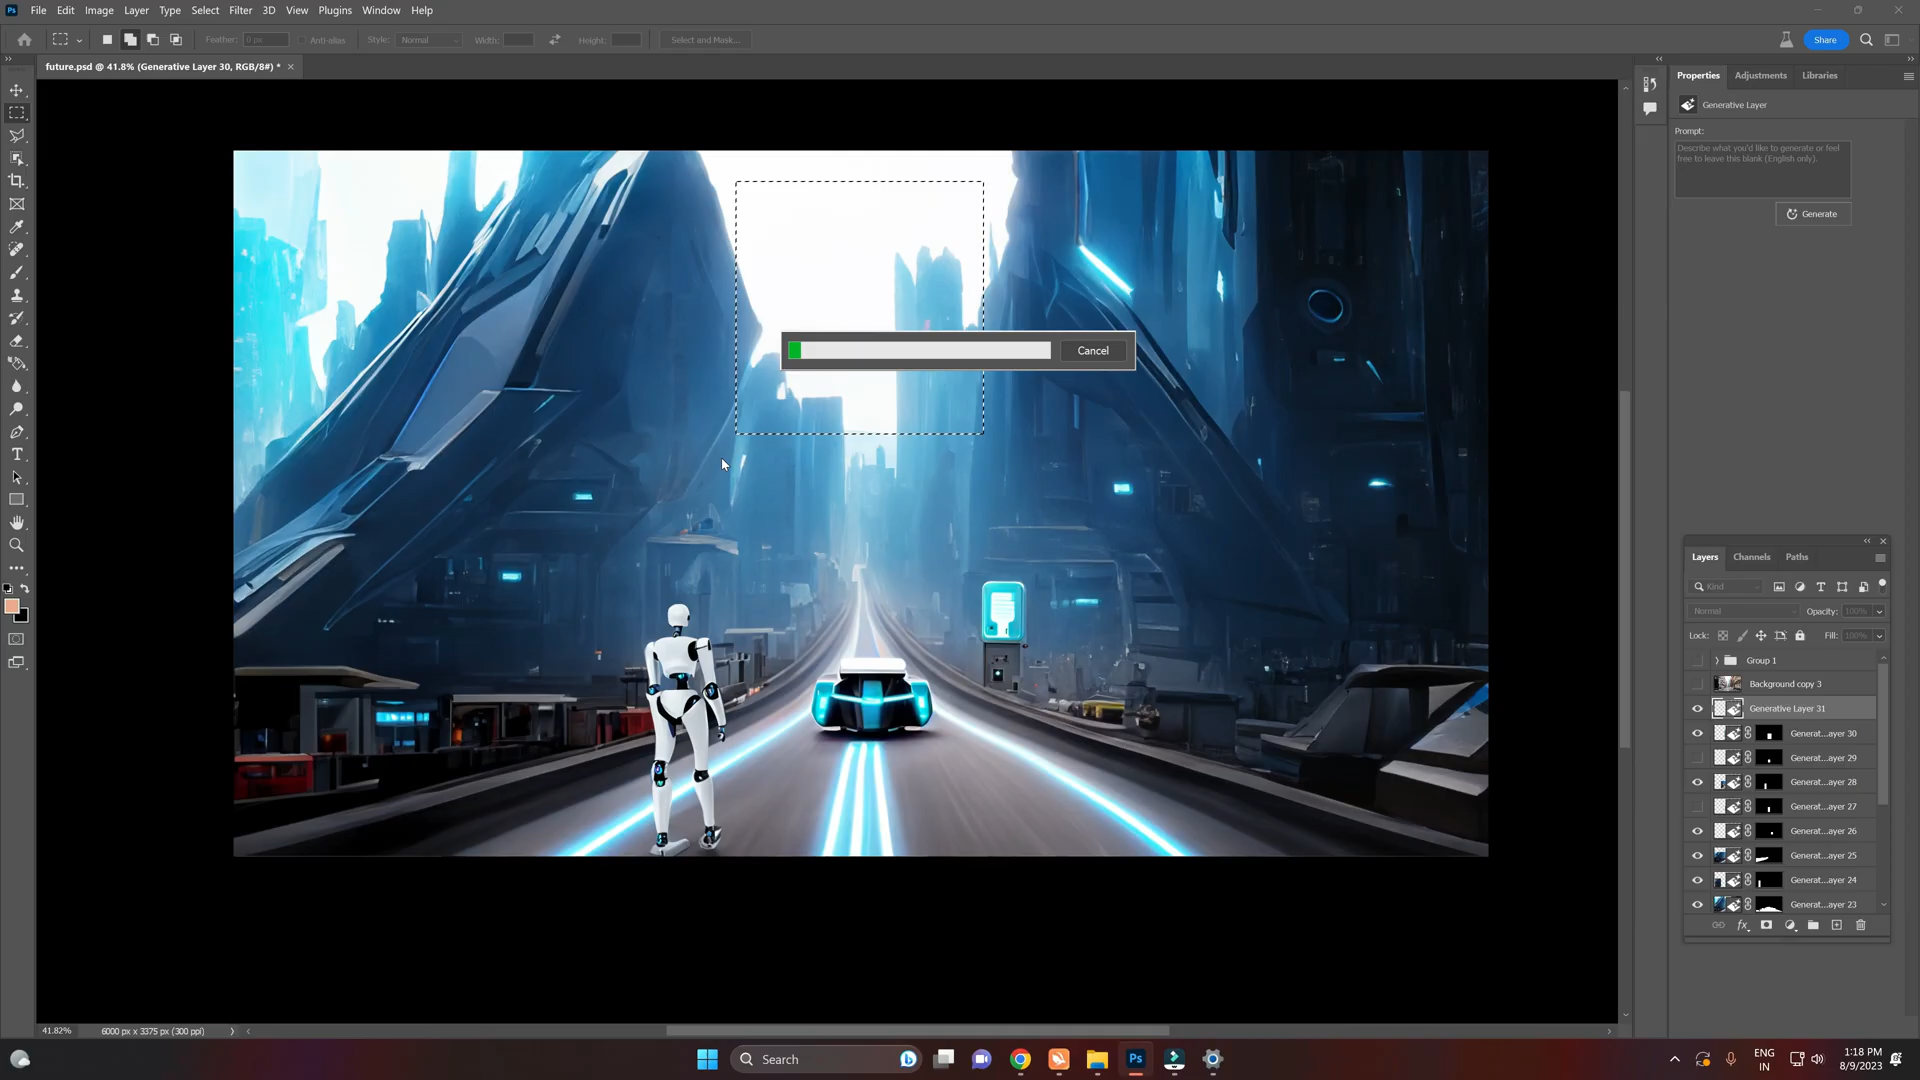 Ps File Edit Image Layer Type Select Filter 3D View Plugins Window Help
Feather: 0 px Anti-alias Style: Normal Width: Height: Select and Mask... Share
future.psd @ 41.8% (Generative Layer 30, RGB/8#) *
Properties Adjustments Libraries
Generative Layer
Prompt:
Describe what you'd like to generate or feel
free to leave this blank (English only).
Generate
Cancel
Layers Channels Paths
Kind
Normal Opacity: 100%
Lock: Fill: 100%
Group 1
Background copy 3
Generative Layer 31
Generat...ayer 30
Generat...ayer 29
Generat...ayer 28
Generat...ayer 27
Generat...ayer 26
Generat...ayer 25
Generat...ayer 24
Generat...ayer 23
fx
41.82% 6000 px x 3375 px (300 ppi)
Search
Ps
ENG
IN
1:18 PM
8/9/2023